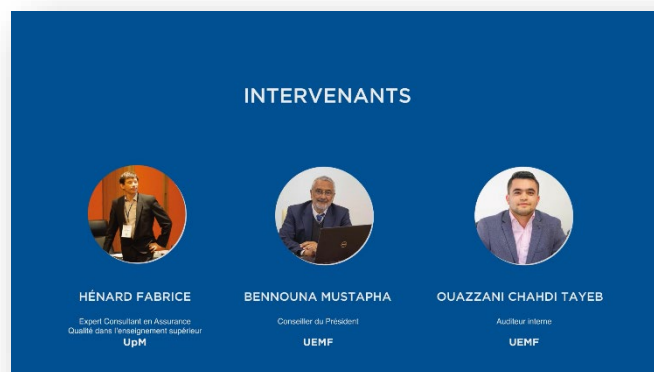 INTERVENANTS
HÉNARD FABRICE
Expert Consultant en Assurance
Qualité dans l'enseignement supérieur
UpM
BENNOUNA MUSTAPHA
Conseiller du Président
UEMF
OUAZZANI CHAHDI TAYEB
Auditeur interne
UEMF